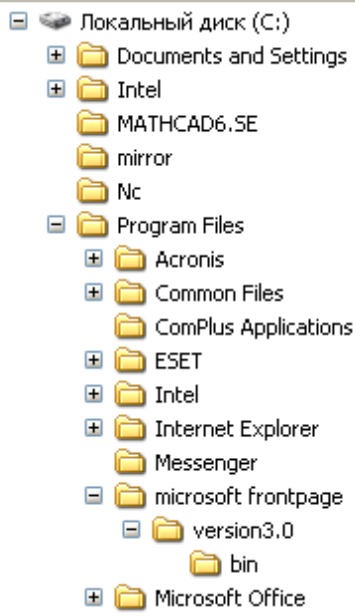 Локальный диск (C:)
Documents and Settings
Intel
MATHCAD6.SE
mirror
Nc
Program Files
Acronis
Common Files
ComPlus Applications
ESET
Intel
Internet Explorer
Messenger
microsoft frontpage
version3.0
bin
Microsoft Office